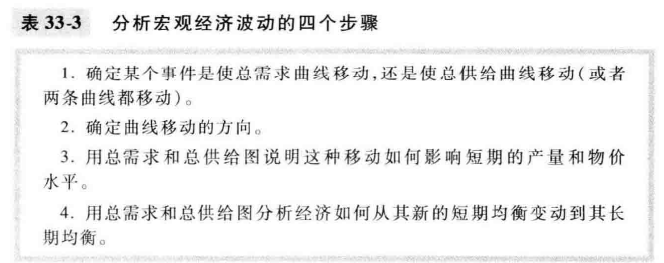 表 33-3 分析宏观经济波动的四个步骤
1. 确定某个事件是使总需求曲线移动,还是使总供给曲线移动(或者
两条曲线都移动)。
2. 确定曲线移动的方向。
3. 用总需求和总供给图说明这种移动如何影响短期的产量和物价
水平。
4. 用总需求和总供给图分析经济如何从其新的短期均衡变动到其长
期均衡。